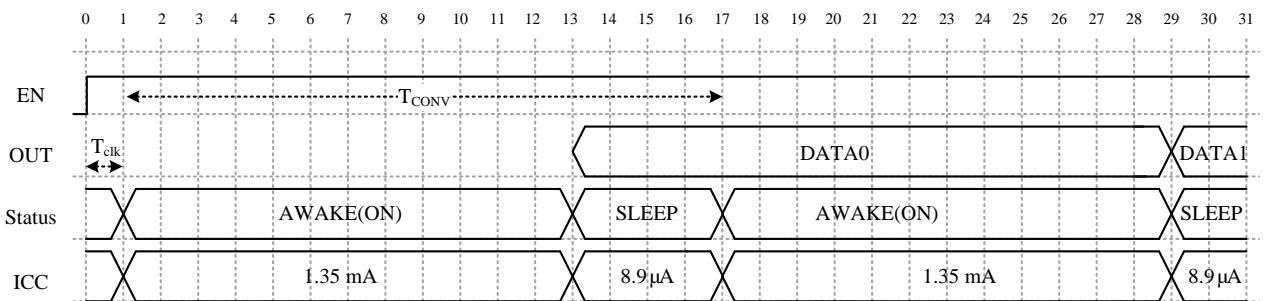 0 1 2 3 4 5 6 7 8 9 10 11 12 13 14 15 16 17 18 19 20 21 22 23 24 25 26 27 28 29 30 31
EN TCONV
OUT Tclk DATA0 DATA1
Status AWAKE(ON) SLEEP AWAKE(ON) SLEEP
ICC 1.35 mA 8.9μA 1.35 mA 8.9μA